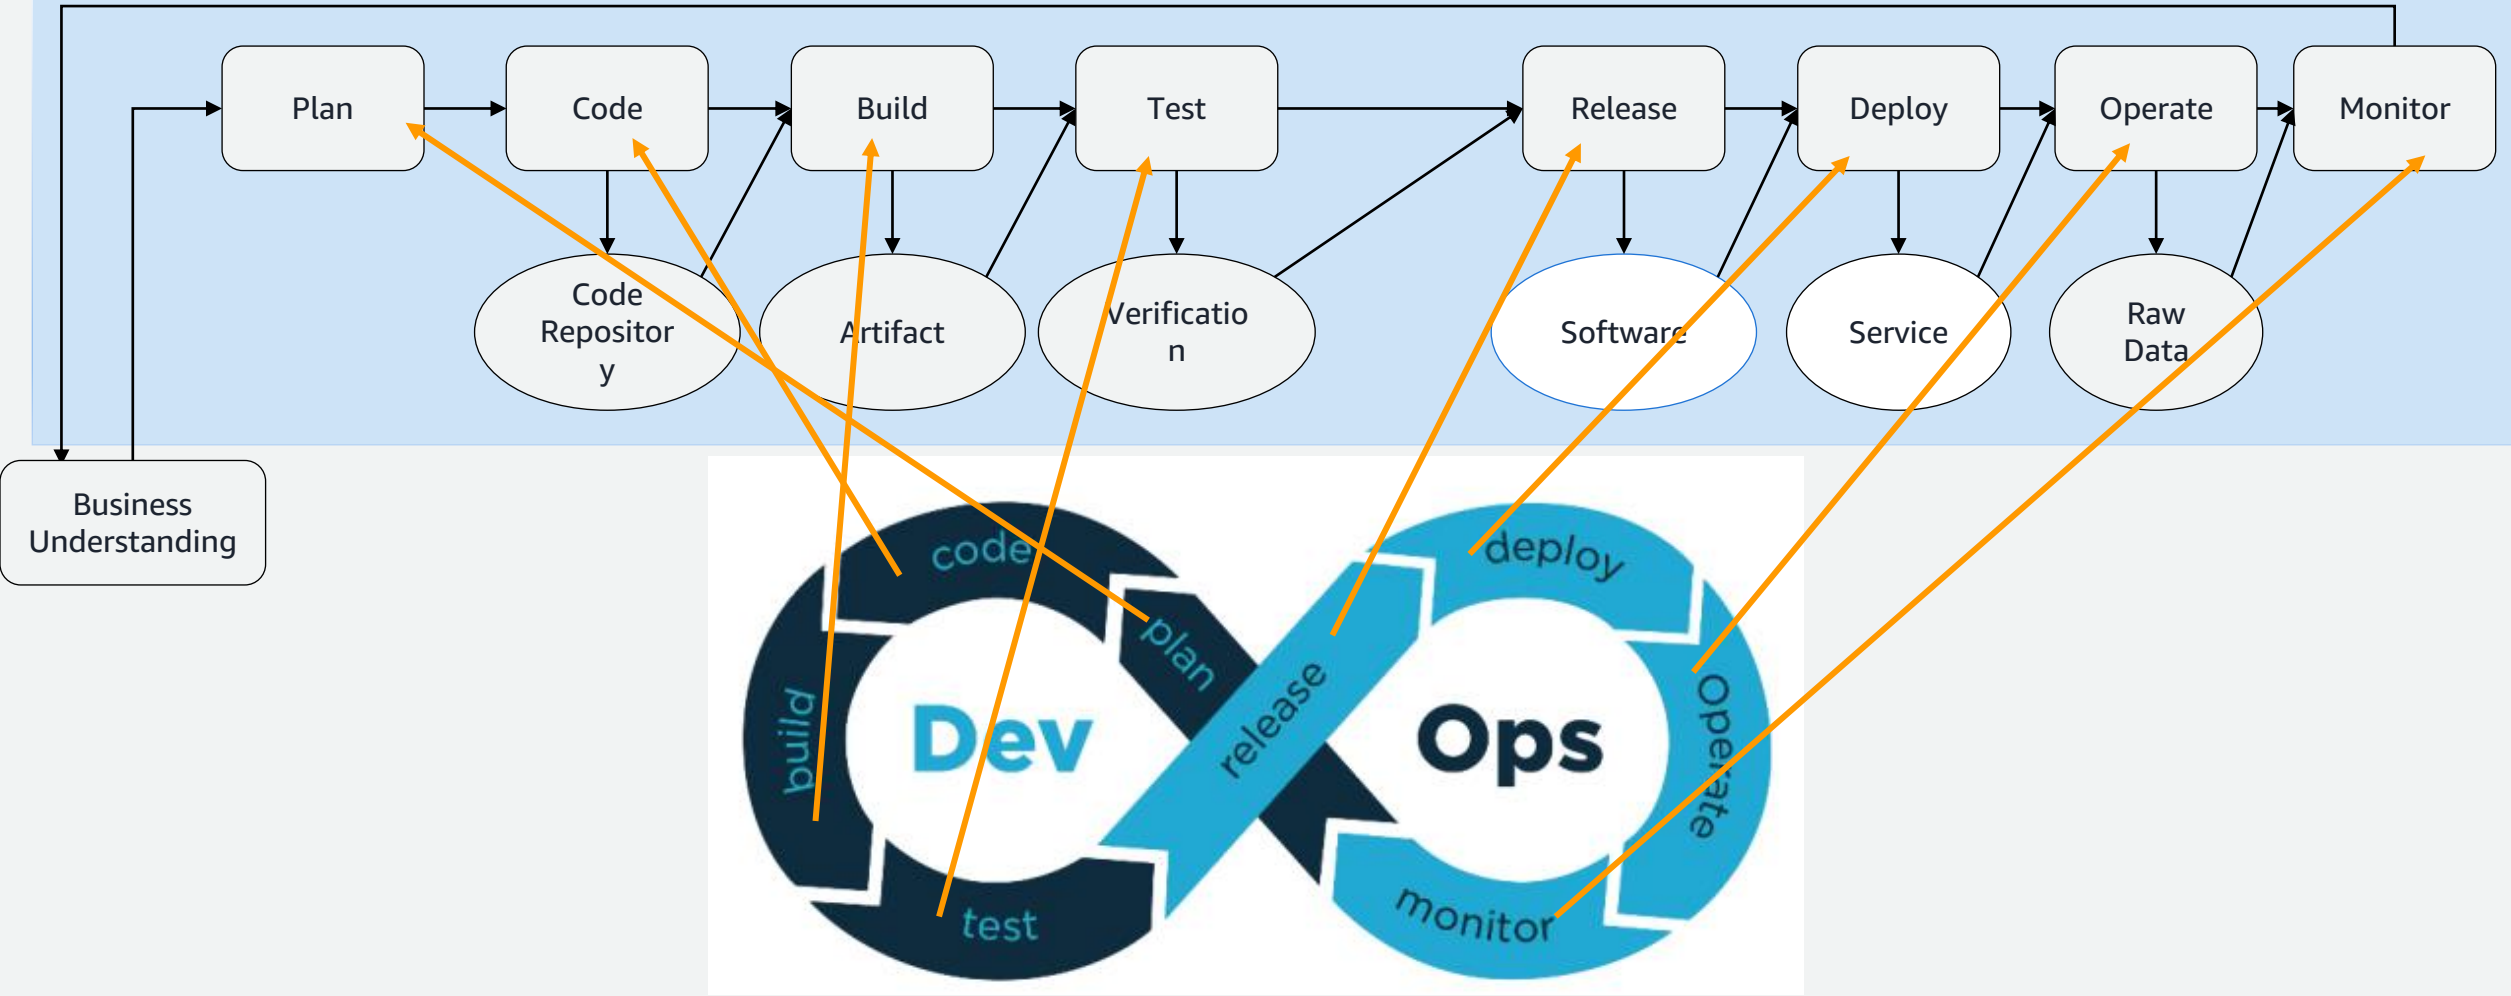 Plan
Code
Build
Test
Release
Deploy
Operate
Monitor
Code
Repositor
y
Artifact
Verificatio
n
Software
Service
Raw
Data
Business
Understanding
code
plan
build
test
Dev
release
Ops
deploy
Operate
monitor